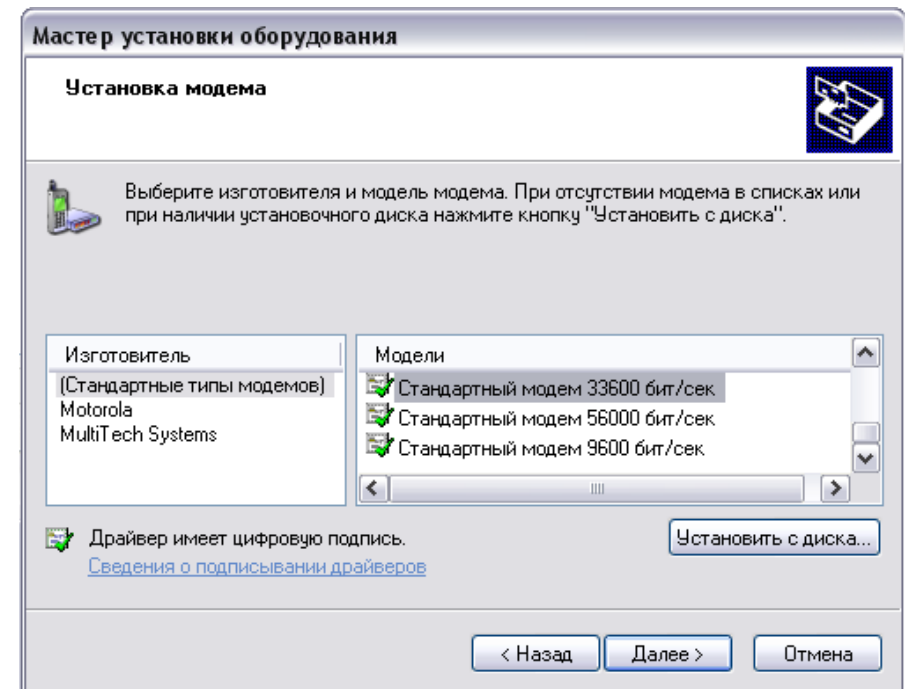 Мастер установки оборудования
Установка модема
Выберите изготовителя и модель модема. При отсутствии модема в списках или
при наличии установочного диска нажмите кнопку "Установить с диска".
Изготовитель
(Стандартные типы модемов)
Motorola
MultiTech Systems
Модели
Стандартный модем 33600 бит/сек
Стандартный модем 56000 бит/сек
Стандартный модем 9600 бит/сек
Драйвер имеет цифровую подпись.
Сведения о подписывании драйверов
Установить с диска...
< Назад
Далее >
Отмена